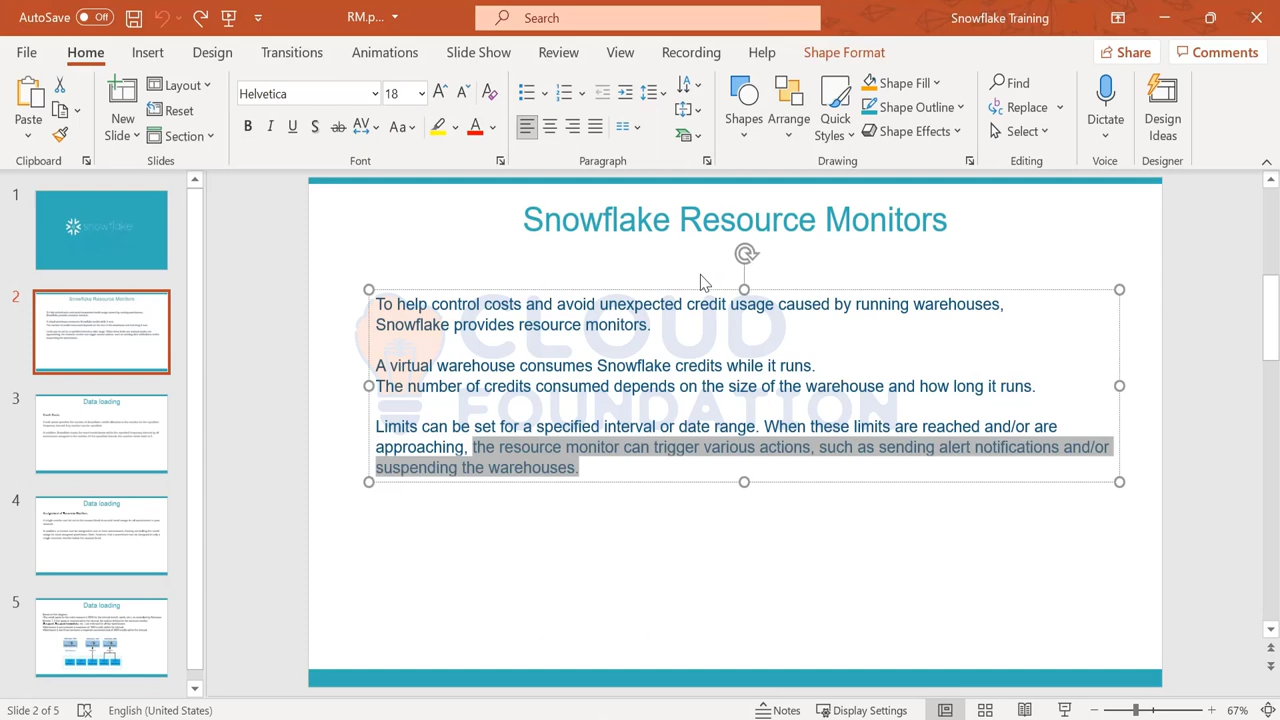 AutoSave Off
RM.p...
Search
Snowflake Training
File Home Insert Design Transitions Animations Slide Show Review View Recording Help Shape Format Share Comments
Paste
New Slide
Layout
Reset
Section
Helvetica 18
Shapes
Arrange
Quick Styles
Shape Fill
Shape Outline
Shape Effects
Find
Replace
Select
Dictate
Design Ideas
Clipboard Slides Font Paragraph Drawing Editing Voice Designer
1
snowflake
2
Snowflake Resource Monitors
3
Data loading
4
Data loading
5
Data loading
Snowflake Resource Monitors
To help control costs and avoid unexpected credit usage caused by running warehouses,
Snowflake provides resource monitors.
A virtual warehouse consumes Snowflake credits while it runs.
The number of credits consumed depends on the size of the warehouse and how long it runs.
Limits can be set for a specified interval or date range. When these limits are reached and/or are
approaching, the resource monitor can trigger various actions, such as sending alert notifications and/or
suspending the warehouses.
CLOUD
Slide 2 of 5 English (United States) Notes Display Settings 67%